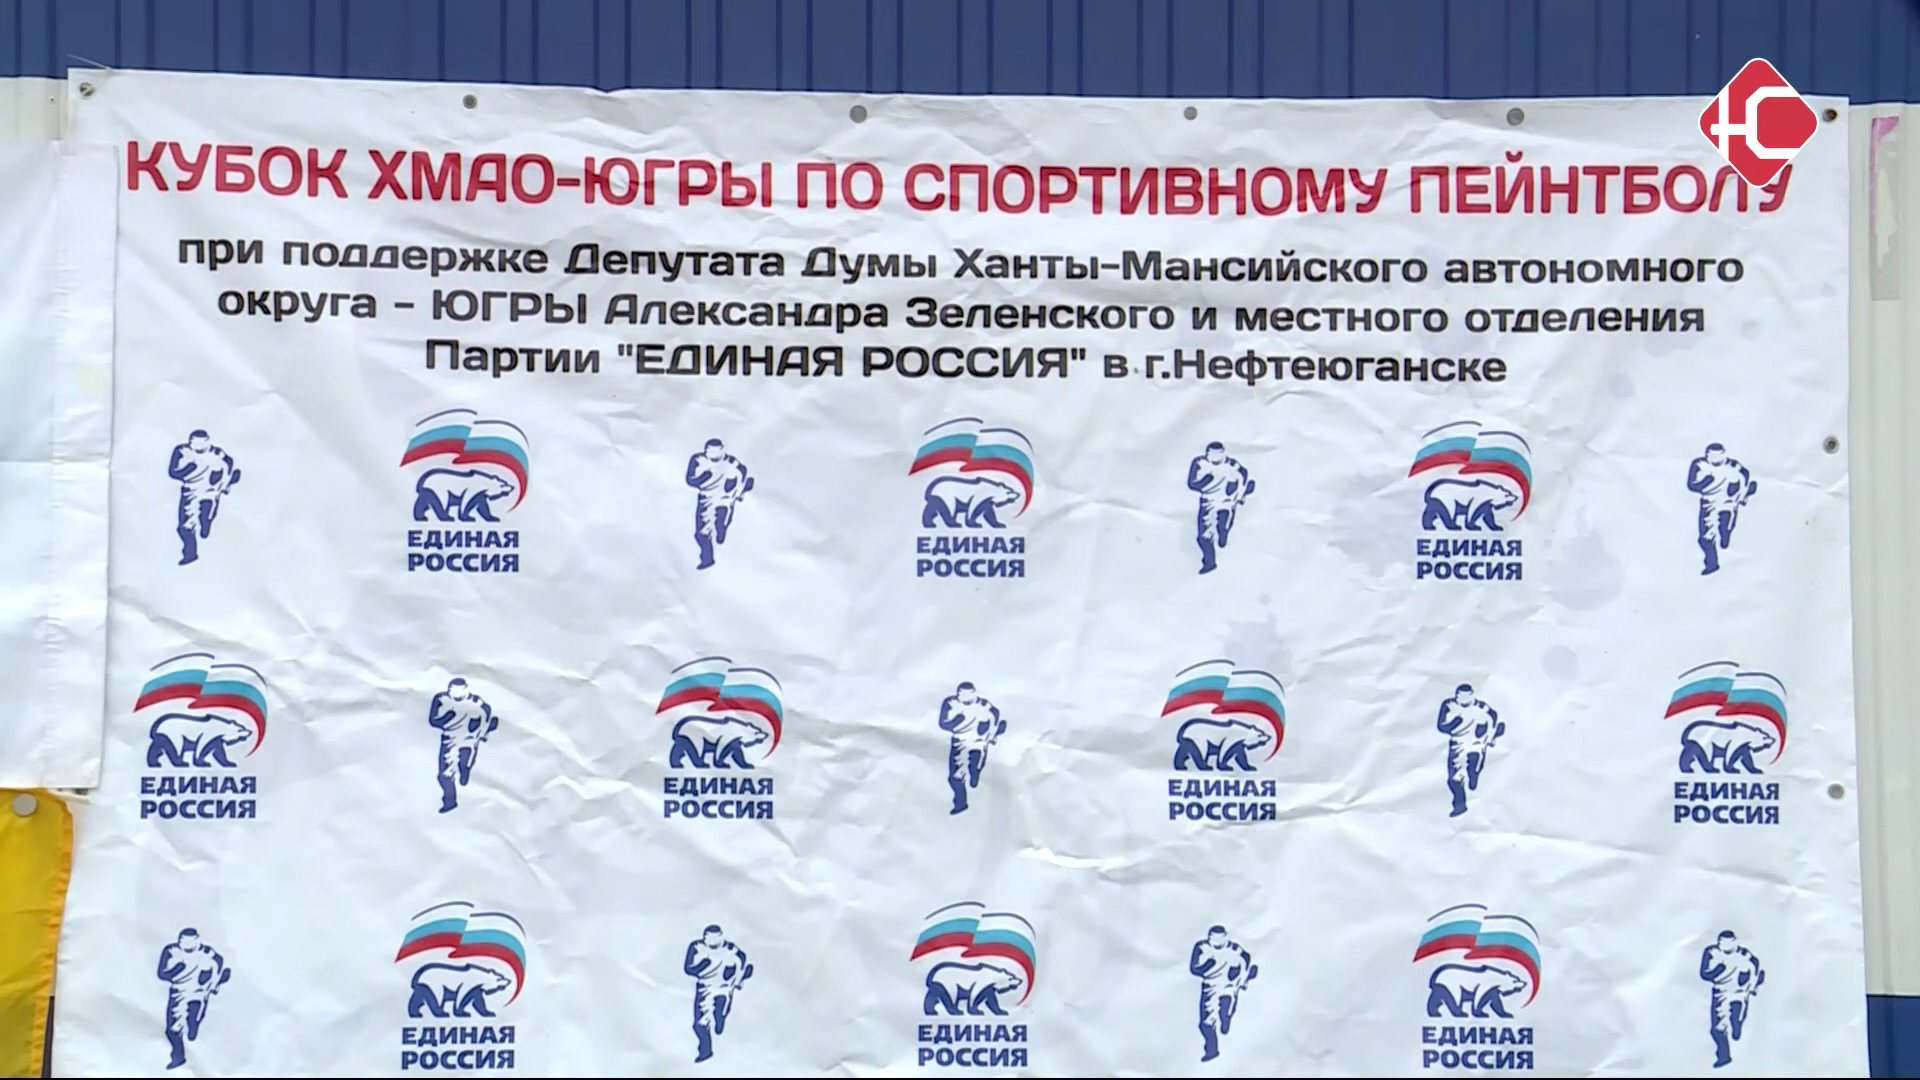 КУБОК ХМАО-ЮГРЫ ПО СПОРТИВНОМУ ПЕЙНТБОЛУ
при поддержке Депутата Думы Ханты-Мансийского автономного
округа - ЮГРЫ Александра Зеленского и местного отделения
Партии "ЕДИНАЯ РОССИЯ" в г.Нефтеюганске
ЕДИНАЯ
РОССИЯ
ЕДИНАЯ
РОССИЯ
ЕДИНАЯ
РОССИЯ
ЕДИНАЯ
РОССИЯ
ЕДИНАЯ
РОССИЯ
ЕДИНАЯ
РОССИЯ
ЕДИНАЯ
РОССИЯ
ЕДИНАЯ
РОССИЯ
ЕДИНАЯ
РОССИЯ
ЕДИНАЯ
РОССИЯ